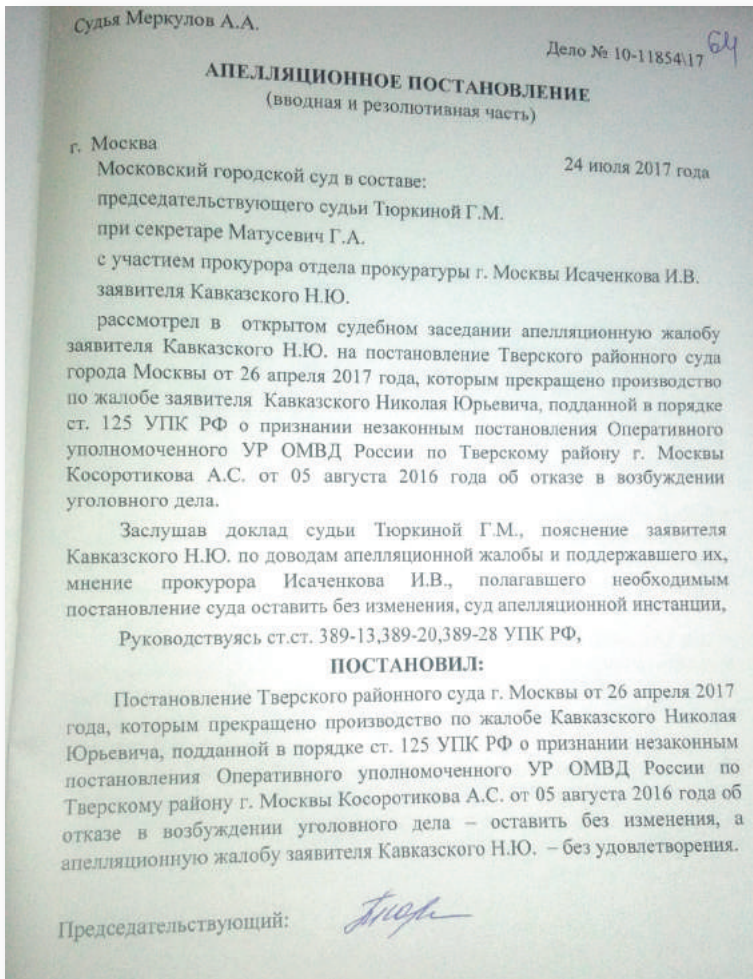 Судья Меркулов А.А.
64
Дело № 10-11854\17
АПЕЛЛЯЦИОННОЕ ПОСТАНОВЛЕНИЕ
(вводная и резолютивная часть)
г. Москва
24 июля 2017 года
Московский городской суд в составе:
председательствующего судьи Тюркиной Г.М.
при секретаре Матусевич Г.А.
с участием прокурора отдела прокуратуры г. Москвы Исаченкова И.В.
заявителя Кавказского Н.Ю.
рассмотрел в открытом судебном заседании апелляционную жалобу
заявителя Кавказского Н.Ю. на постановление Тверского районного суда
города Москвы от 26 апреля 2017 года, которым прекращено производство
по жалобе заявителя Кавказского Николая Юрьевича, поданной в порядке
ст. 125 УПК РФ о признании незаконным постановления Оперативного
уполномоченного УР ОМВД России по Тверскому району г. Москвы
Косоротикова А.С. от 05 августа 2016 года об отказе в возбуждении
уголовного дела.
Заслушав доклад судьи Тюркиной Г.М., пояснение заявителя
Кавказского Н.Ю. по доводам апелляционной жалобы и поддержавшего их,
мнение прокурора Исаченкова И.В., полагавшего необходимым
постановление суда оставить без изменения, суд апелляционной инстанции,
Руководствуясь ст.ст. 389-13,389-20,389-28 УПК РФ,
ПОСТАНОВИЛ:
Постановление Тверского районного суда г. Москвы от 26 апреля 2017
года, которым прекращено производство по жалобе Кавказского Николая
Юрьевича, подданной в порядке ст. 125 УПК РФ о признании незаконным
постановления Оперативного уполномоченного УР ОМВД России по
Тверскому району г. Москвы Косоротикова А.С. от 05 августа 2016 года об
отказе в возбуждении уголовного дела – оставить без изменения, а
апелляционную жалобу заявителя Кавказского Н.Ю. – без удовлетворения.
Председательствующий: